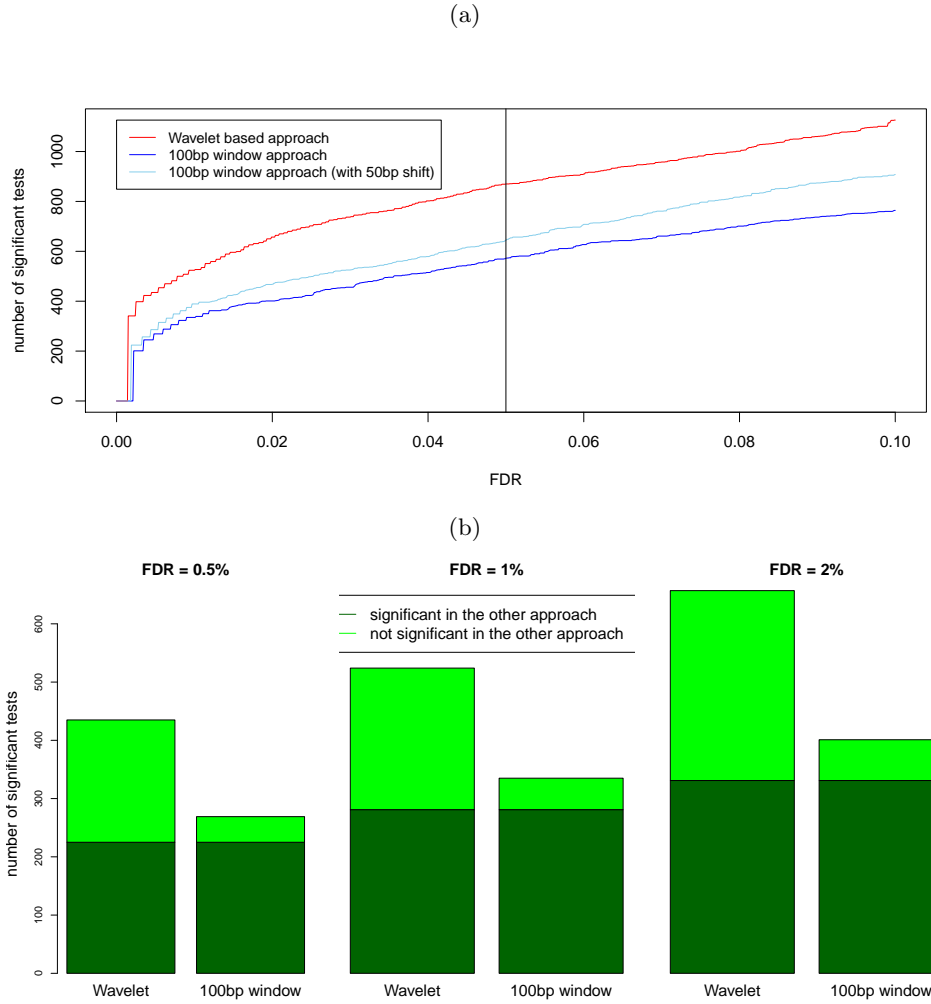 (a)
number of significant tests
0
200
400
600
800
1000
Wavelet based approach
100bp window approach
100bp window approach (with 50bp shift)
0.00
0.02
0.04
0.06
0.08
0.10
FDR
(b)
FDR = 0.5%
FDR = 1%
FDR = 2%
number of significant tests
0
100
200
300
400
500
600
significant in the other approach
not significant in the other approach
Wavelet
100bp window
Wavelet
100bp window
Wavelet
100bp window